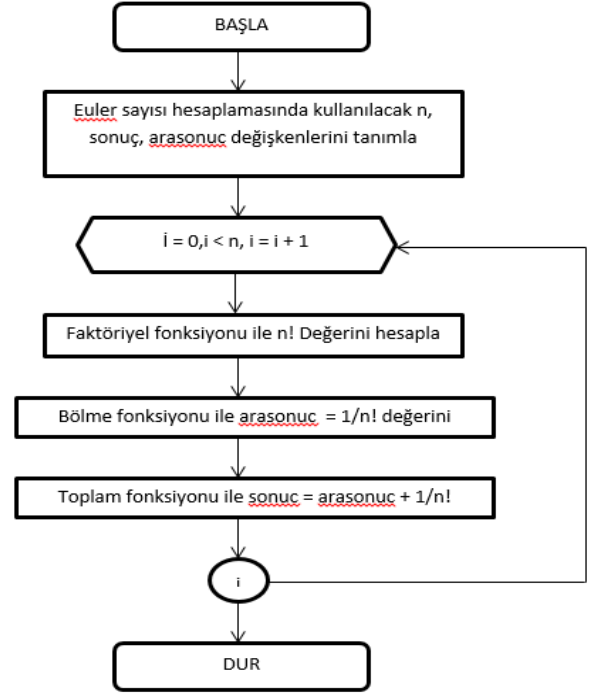 BAŞLA
Euler sayısı hesaplamasında kullanılacak n,
sonuç, arasonuc değişkenlerini tanımla
İ = 0,i < n, i = i + 1
Faktöriyel fonksiyonu ile n! Değerini hesapla
Bölme fonksiyonu ile arasonuc = 1/n! değerini
Toplam fonksiyonu ile sonuc = arasonuc + 1/n!
i
DUR